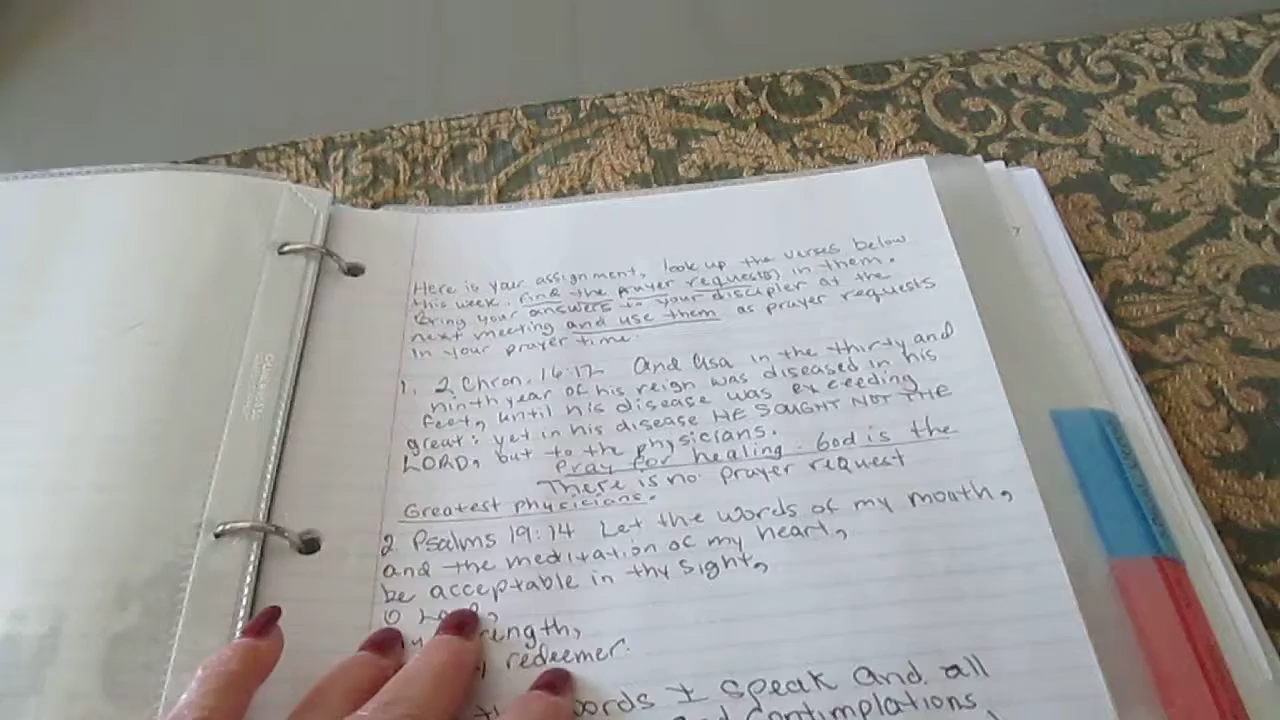 Here is your assignment, look up the verses below
this week. Find the prayer requests in them.
Bring your answers to your discipler at the
next meeting and use them as prayer requests
in your prayer time.
1. 2 Chron. 16:12 And Asa in the thirty and
ninth year of his reign was diseased in his
feet, until his disease was exceeding
great: yet in his disease HE SOUGHT NOT THE
LORD, but to the physicians.
Pray for healing. God is the
There is no prayer request
Greatest physicians.
2. Psalms 19:14 Let the words of my mouth,
and the meditation of my heart,
be acceptable in thy sight,
O
rength,
redeemer.
words I speak and all
and contimplations